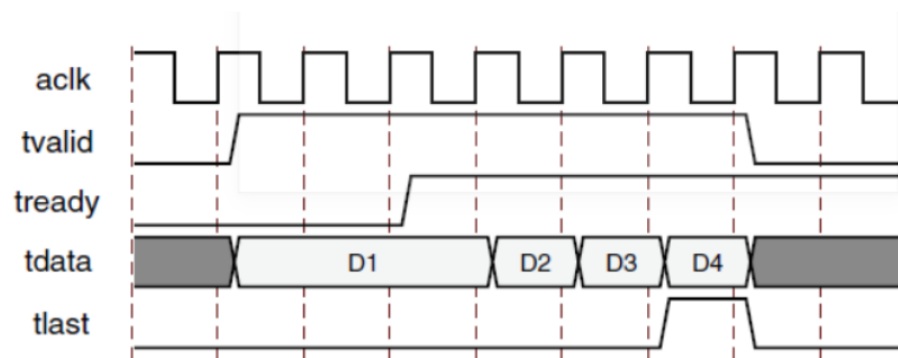 aclk
tvalid
tready
tdata D1 D2 D3 D4
tlast